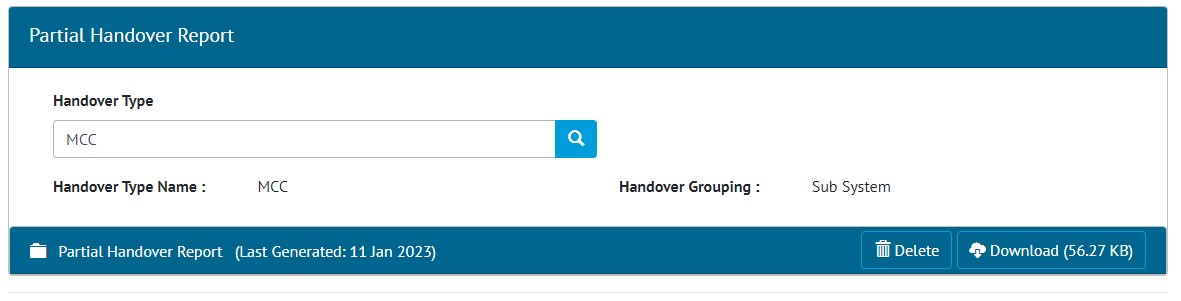 Partial Handover Report
Handover Type
MCC
Handover Type Name : MCC Handover Grouping : Sub System
Partial Handover Report (Last Generated: 11 Jan 2023) Delete Download (56.27 KB)